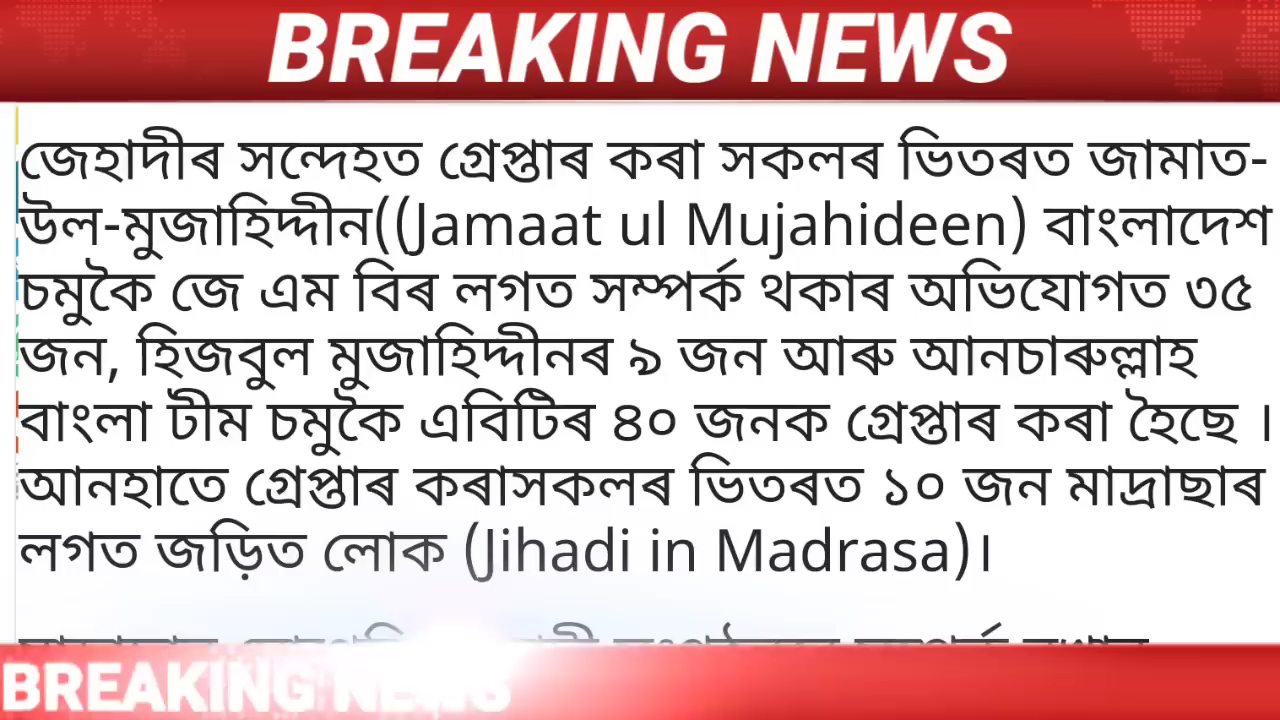 BREAKING NEWS
জেহাদীৰ সন্দেহত গ্ৰেপ্তাৰ কৰা সকলৰ ভিতৰত জামাত-
উল-মুজাহিদ্দীন((Jamaat ul Mujahideen) বাংলাদেশ
চমুকৈ জে এম বিৰ লগত সম্পৰ্ক থকাৰ অভিযোগত ৩৫
জন, হিজবুল মুজাহিদ্দীনৰ ৯ জন আৰু আনচাৰুল্লাহ
বাংলা টীম চমুকৈ এবিটিৰ ৪০ জনক গ্ৰেপ্তাৰ কৰা হৈছে ।
আনহাতে গ্ৰেপ্তাৰ কৰাসকলৰ ভিতৰত ১০ জন মাদ্ৰাছাৰ
লগত জড়িত লোক (Jihadi in Madrasa)।
BREAKING NEWS